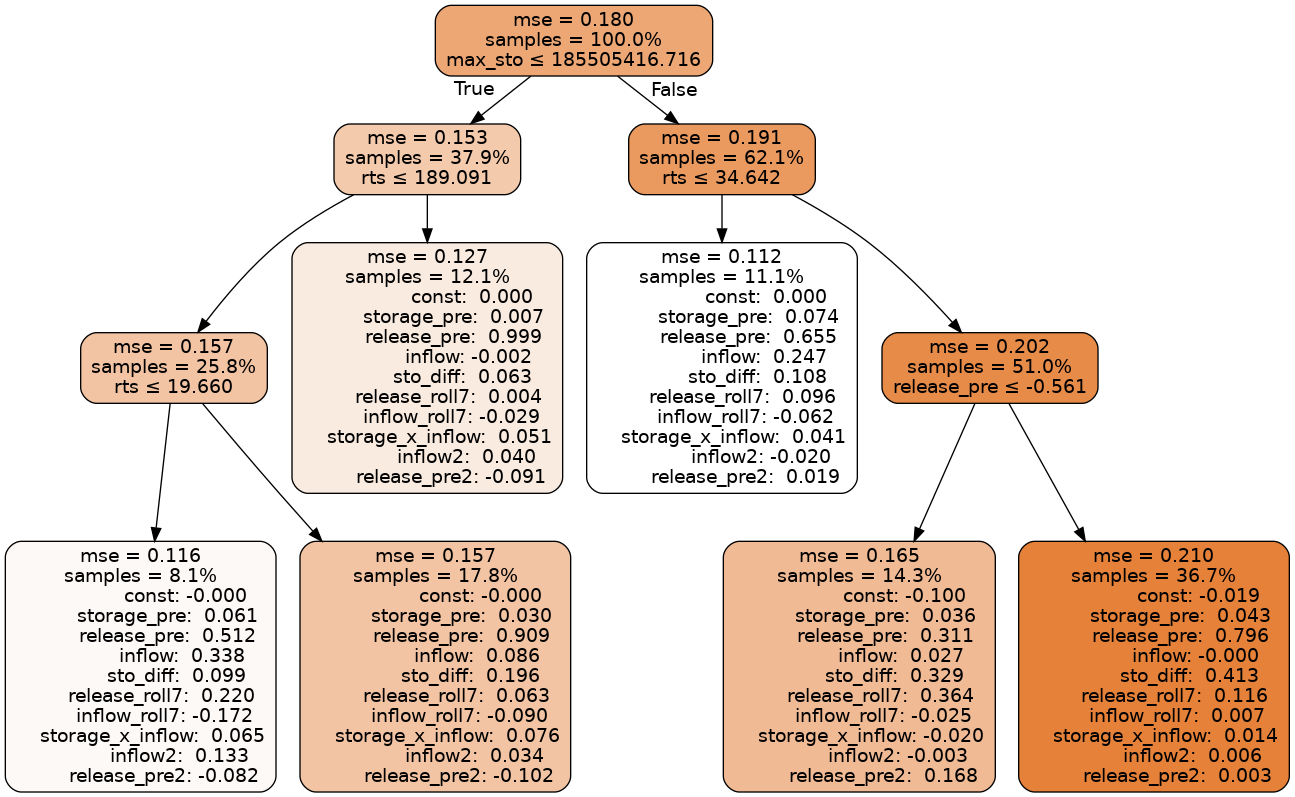 mse = 0.180
samples = 100.0%
max_sto ≤ 185505416.716
True
False
mse = 0.153
samples = 37.9%
rts ≤ 189.091
mse = 0.191
samples = 62.1%
rts ≤ 34.642
mse = 0.127
samples = 12.1%
const: 0.000
storage_pre: 0.007
release_pre: 0.999
inflow: -0.002
sto_diff: 0.063
release_roll7: 0.004
inflow_roll7: -0.029
storage_x_inflow: 0.051
inflow2: 0.040
release_pre2: -0.091
mse = 0.112
samples = 11.1%
const: 0.000
storage_pre: 0.074
release_pre: 0.655
inflow: 0.247
sto_diff: 0.108
release_roll7: 0.096
inflow_roll7: -0.062
storage_x_inflow: 0.041
inflow2: -0.020
release_pre2: 0.019
mse = 0.157
samples = 25.8%
rts ≤ 19.660
mse = 0.202
samples = 51.0%
release_pre ≤ -0.561
mse = 0.116
samples = 8.1%
const: -0.000
storage_pre: 0.061
release_pre: 0.512
inflow: 0.338
sto_diff: 0.099
release_roll7: 0.220
inflow_roll7: -0.172
storage_x_inflow: 0.065
inflow2: 0.133
release_pre2: -0.082
mse = 0.157
samples = 17.8%
const: -0.000
storage_pre: 0.030
release_pre: 0.909
inflow: 0.086
sto_diff: 0.196
release_roll7: 0.063
inflow_roll7: -0.090
storage_x_inflow: 0.076
inflow2: 0.034
release_pre2: -0.102
mse = 0.165
samples = 14.3%
const: -0.100
storage_pre: 0.036
release_pre: 0.311
inflow: 0.027
sto_diff: 0.329
release_roll7: 0.364
inflow_roll7: -0.025
storage_x_inflow: -0.020
inflow2: -0.003
release_pre2: 0.168
mse = 0.210
samples = 36.7%
const: -0.019
storage_pre: 0.043
release_pre: 0.796
inflow: -0.000
sto_diff: 0.413
release_roll7: 0.116
inflow_roll7: 0.007
storage_x_inflow: 0.014
inflow2: 0.006
release_pre2: 0.003